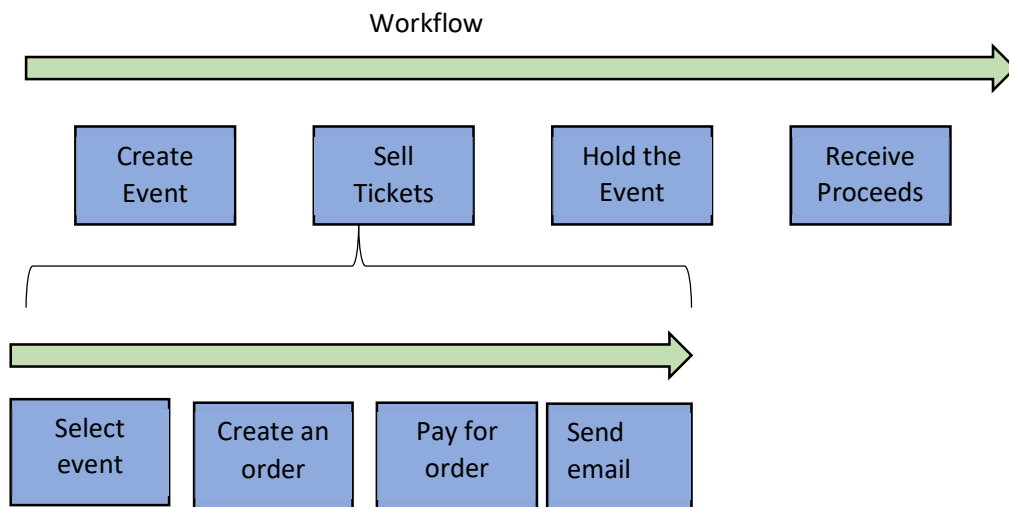 Workflow
Create
Event
Sell
Tickets
Hold the
Event
Receive
Proceeds
Select
event
Create an
order
Pay for
order
Send
email